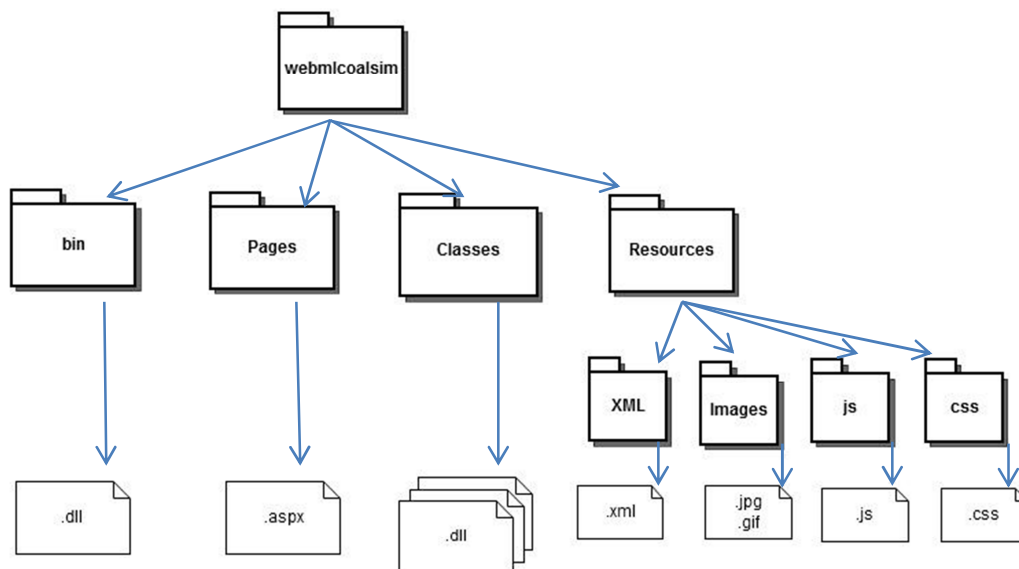 webmlcoalsim
bin
Pages
Classes
Resources
XML
Images
js
css
.dll
.aspx
.dll
.xml
.jpg
.gif
.js
.css